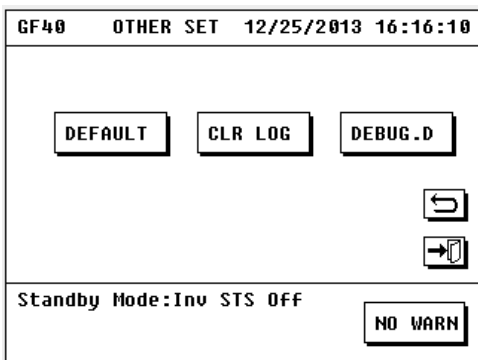 GF40 OTHER SET 12/25/2013 16:16:10
DEFAULT CLR LOG DEBUG.D
Standby Mode:Inv STS Off
NO WARN